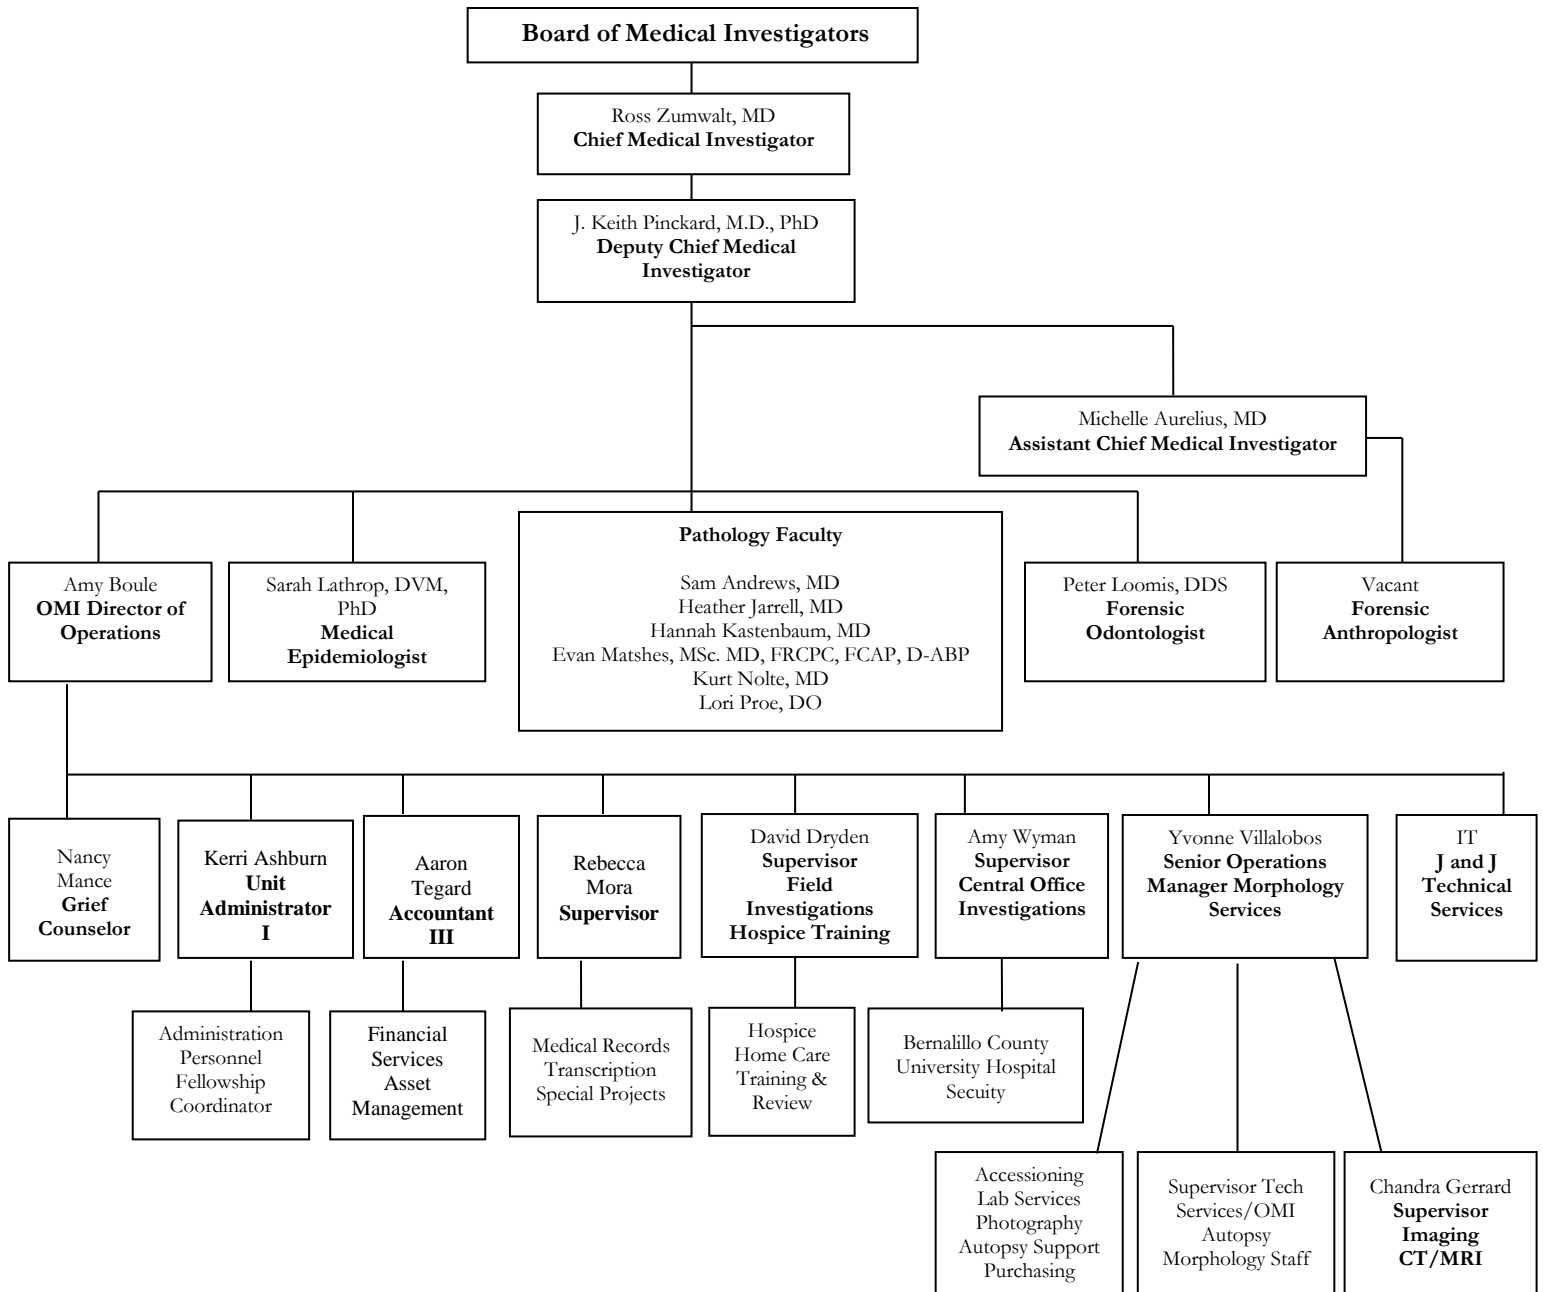 Board of Medical Investigators
Ross Zumwalt, MD
Chief Medical Investigator
J. Keith Pinckard, M.D., PhD
Deputy Chief Medical
Investigator
Michelle Aurelius, MD
Assistant Chief Medical Investigator
Amy Boule
OMI Director of
Operations
Sarah Lathrop, DVM,
PhD
Medical
Epidemiologist
Pathology Faculty
Sam Andrews, MD
Heather Jarrell, MD
Hannah Kastenbaum, MD
Evan Matshes, MSc. MD, FRCPC, FCAP, D-ABP
Kurt Nolte, MD
Lori Proe, DO
Peter Loomis, DDS
Forensic
Odontologist
Vacant
Forensic
Anthropologist
Nancy
Mance
Grief
Counselor
Kerri Ashburn
Unit
Administrator
I
Aaron
Tegard
Accountant
III
Rebecca
Mora
Supervisor
David Dryden
Supervisor
Field
Investigations
Hospice Training
Amy Wyman
Supervisor
Central Office
Investigations
Yvonne Villalobos
Senior Operations
Manager Morphology
Services
IT
J and J
Technical
Services
Administration
Personnel
Fellowship
Coordinator
Financial
Services
Asset
Management
Medical Records
Transcription
Special Projects
Hospice
Home Care
Training &
Review
Bernalillo County
University Hospital
Secuity
Accessioning
Lab Services
Photography
Autopsy Support
Purchasing
Supervisor Tech
Services/OMI
Autopsy
Morphology Staff
Chandra Gerrard
Supervisor
Imaging
CT/MRI